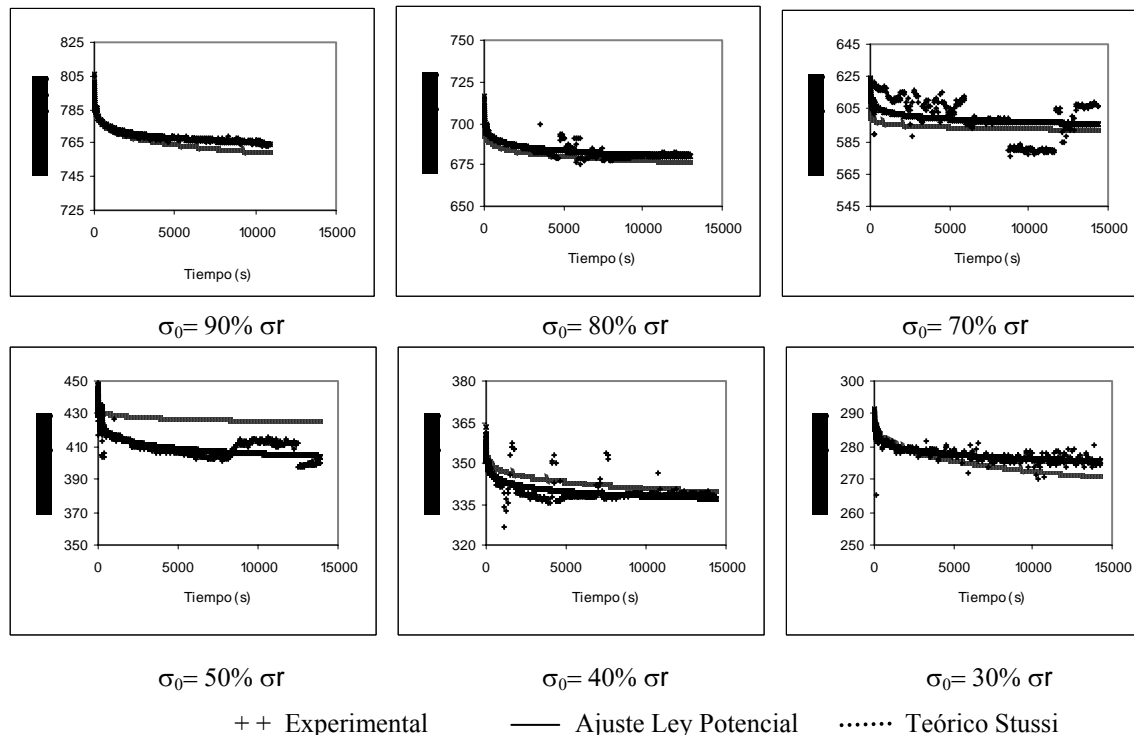 825
805
785
765
745
725
0 5000 10000 15000
Tiempo (s)
750
725
700
675
650
0 5000 10000 15000
Tiempo (s)
645
625
605
585
565
545
0 5000 10000 15000
Tiempo (s)
σ0= 90% σr
σ0= 80% σr
σ0= 70% σr
450
430
410
390
370
350
0 5000 10000 15000
Tiempo (s)
380
365
350
335
320
0 5000 10000 15000
Tiempo (s)
300
290
280
270
260
250
0 5000 10000 15000
Tiempo (s)
σ0= 50% σr
σ0= 40% σr
σ0= 30% σr
+ + Experimental
Ajuste Ley Potencial
Teórico Stussi